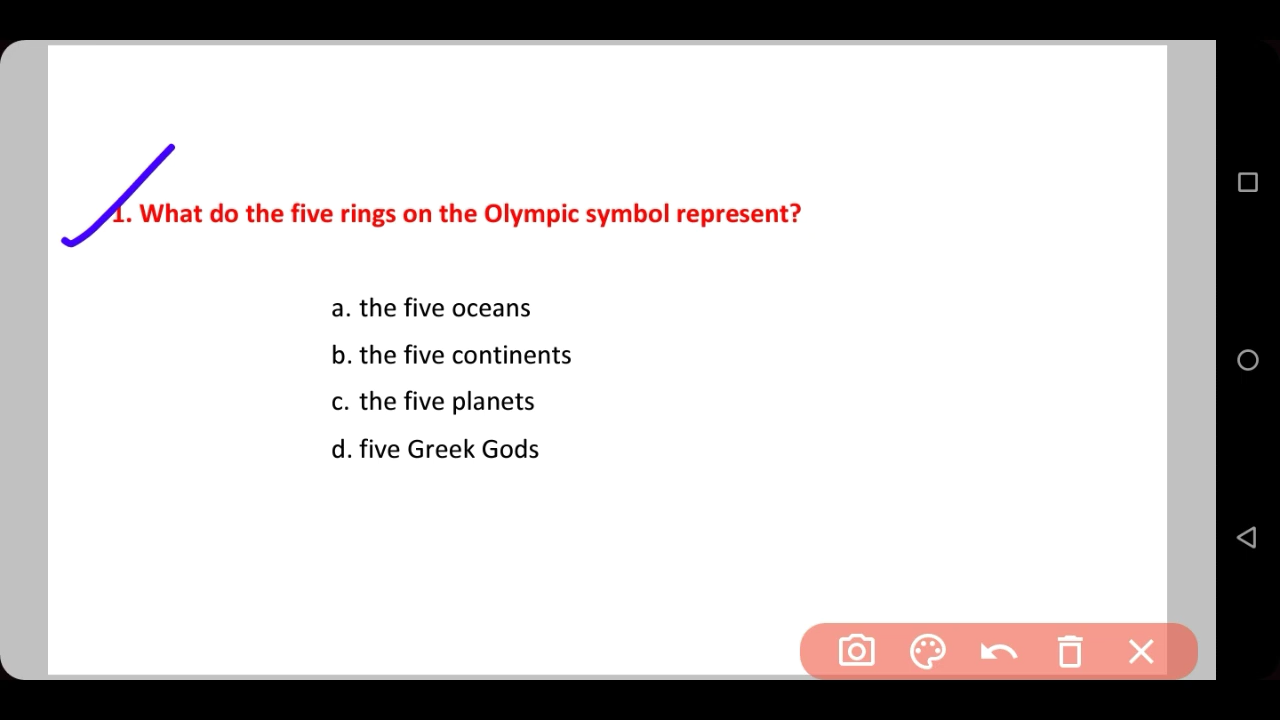 1. What do the five rings on the Olympic symbol represent?
a. the five oceans
b. the five continents
c. the five planets
d. five Greek Gods